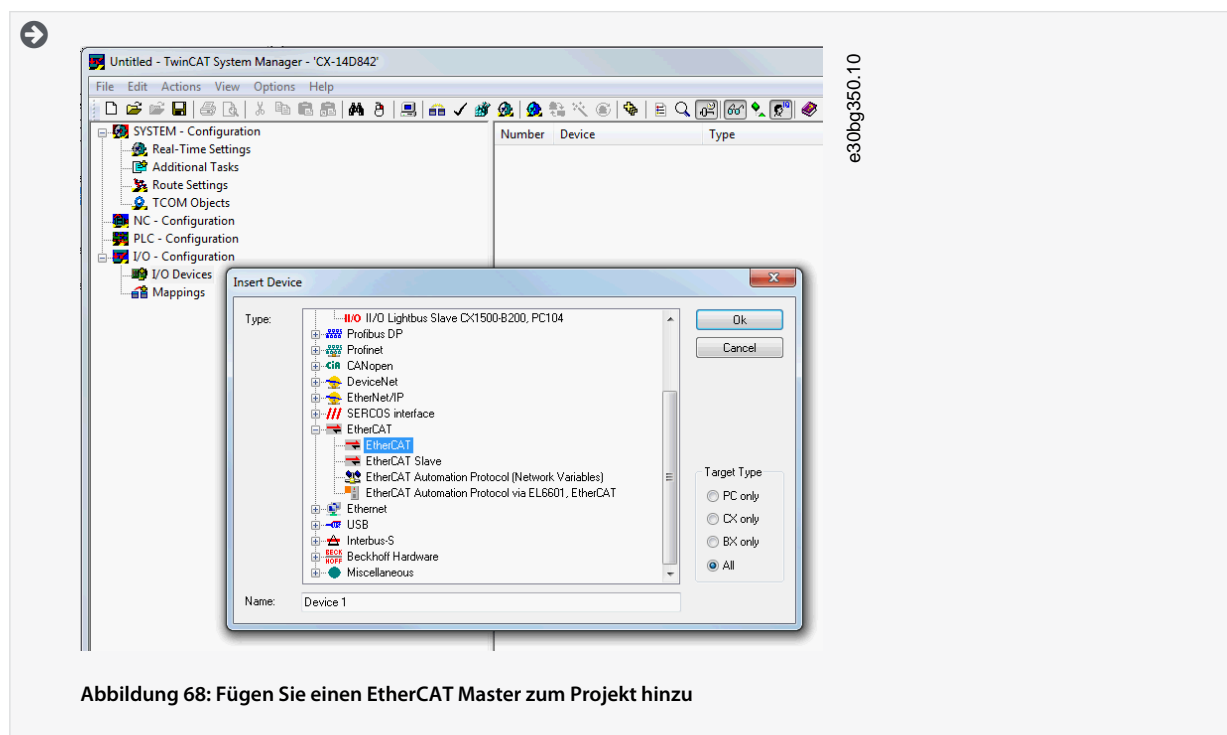 Untitled - TwinCAT System Manager - 'CX-14D842'
File Edit Actions View Options Help
SYSTEM - Configuration
Real-Time Settings
Additional Tasks
Route Settings
TCOM Objects
NC - Configuration
PLC - Configuration
I/O - Configuration
I/O Devices
Mappings
Number Device Type
Insert Device
Type:
II/O II/O Lightbus Slave CX1500-B200, PC104
Profibus DP
Profinet
CiA CANopen
DeviceNet
EtherNet/IP
SERCOS interface
EtherCAT
EtherCAT
EtherCAT Slave
EtherCAT Automation Protocol (Network Variables)
EtherCAT Automation Protocol via EL6601, EtherCAT
Ethernet
USB
Interbus-S
BECK
HOFF
Beckhoff Hardware
Miscellaneous
Ok
Cancel
Target Type
PC only
CX only
BX only
All
Name: Device 1
e30bg350.10
Abbildung 68: Fügen Sie einen EtherCAT Master zum Projekt hinzu